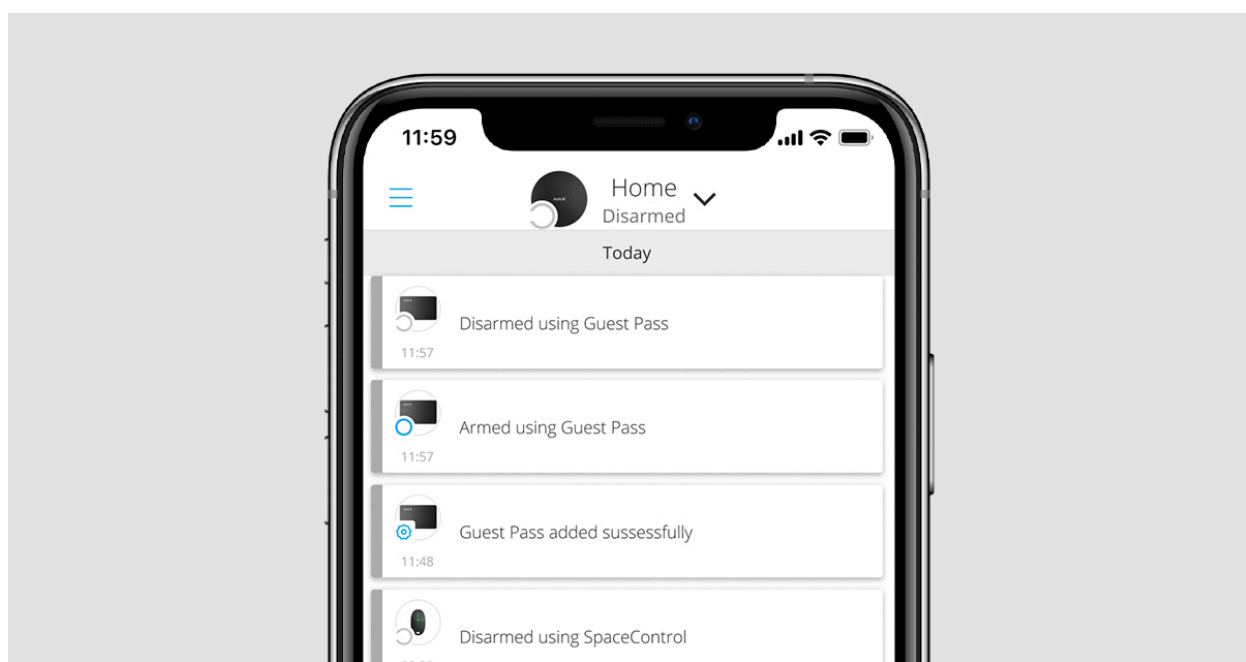 11:59
Home
Disarmed
Today
Disarmed using Guest Pass
11:57
Armed using Guest Pass
11:57
Guest Pass added sussessfully
11:48
Disarmed using SpaceControl